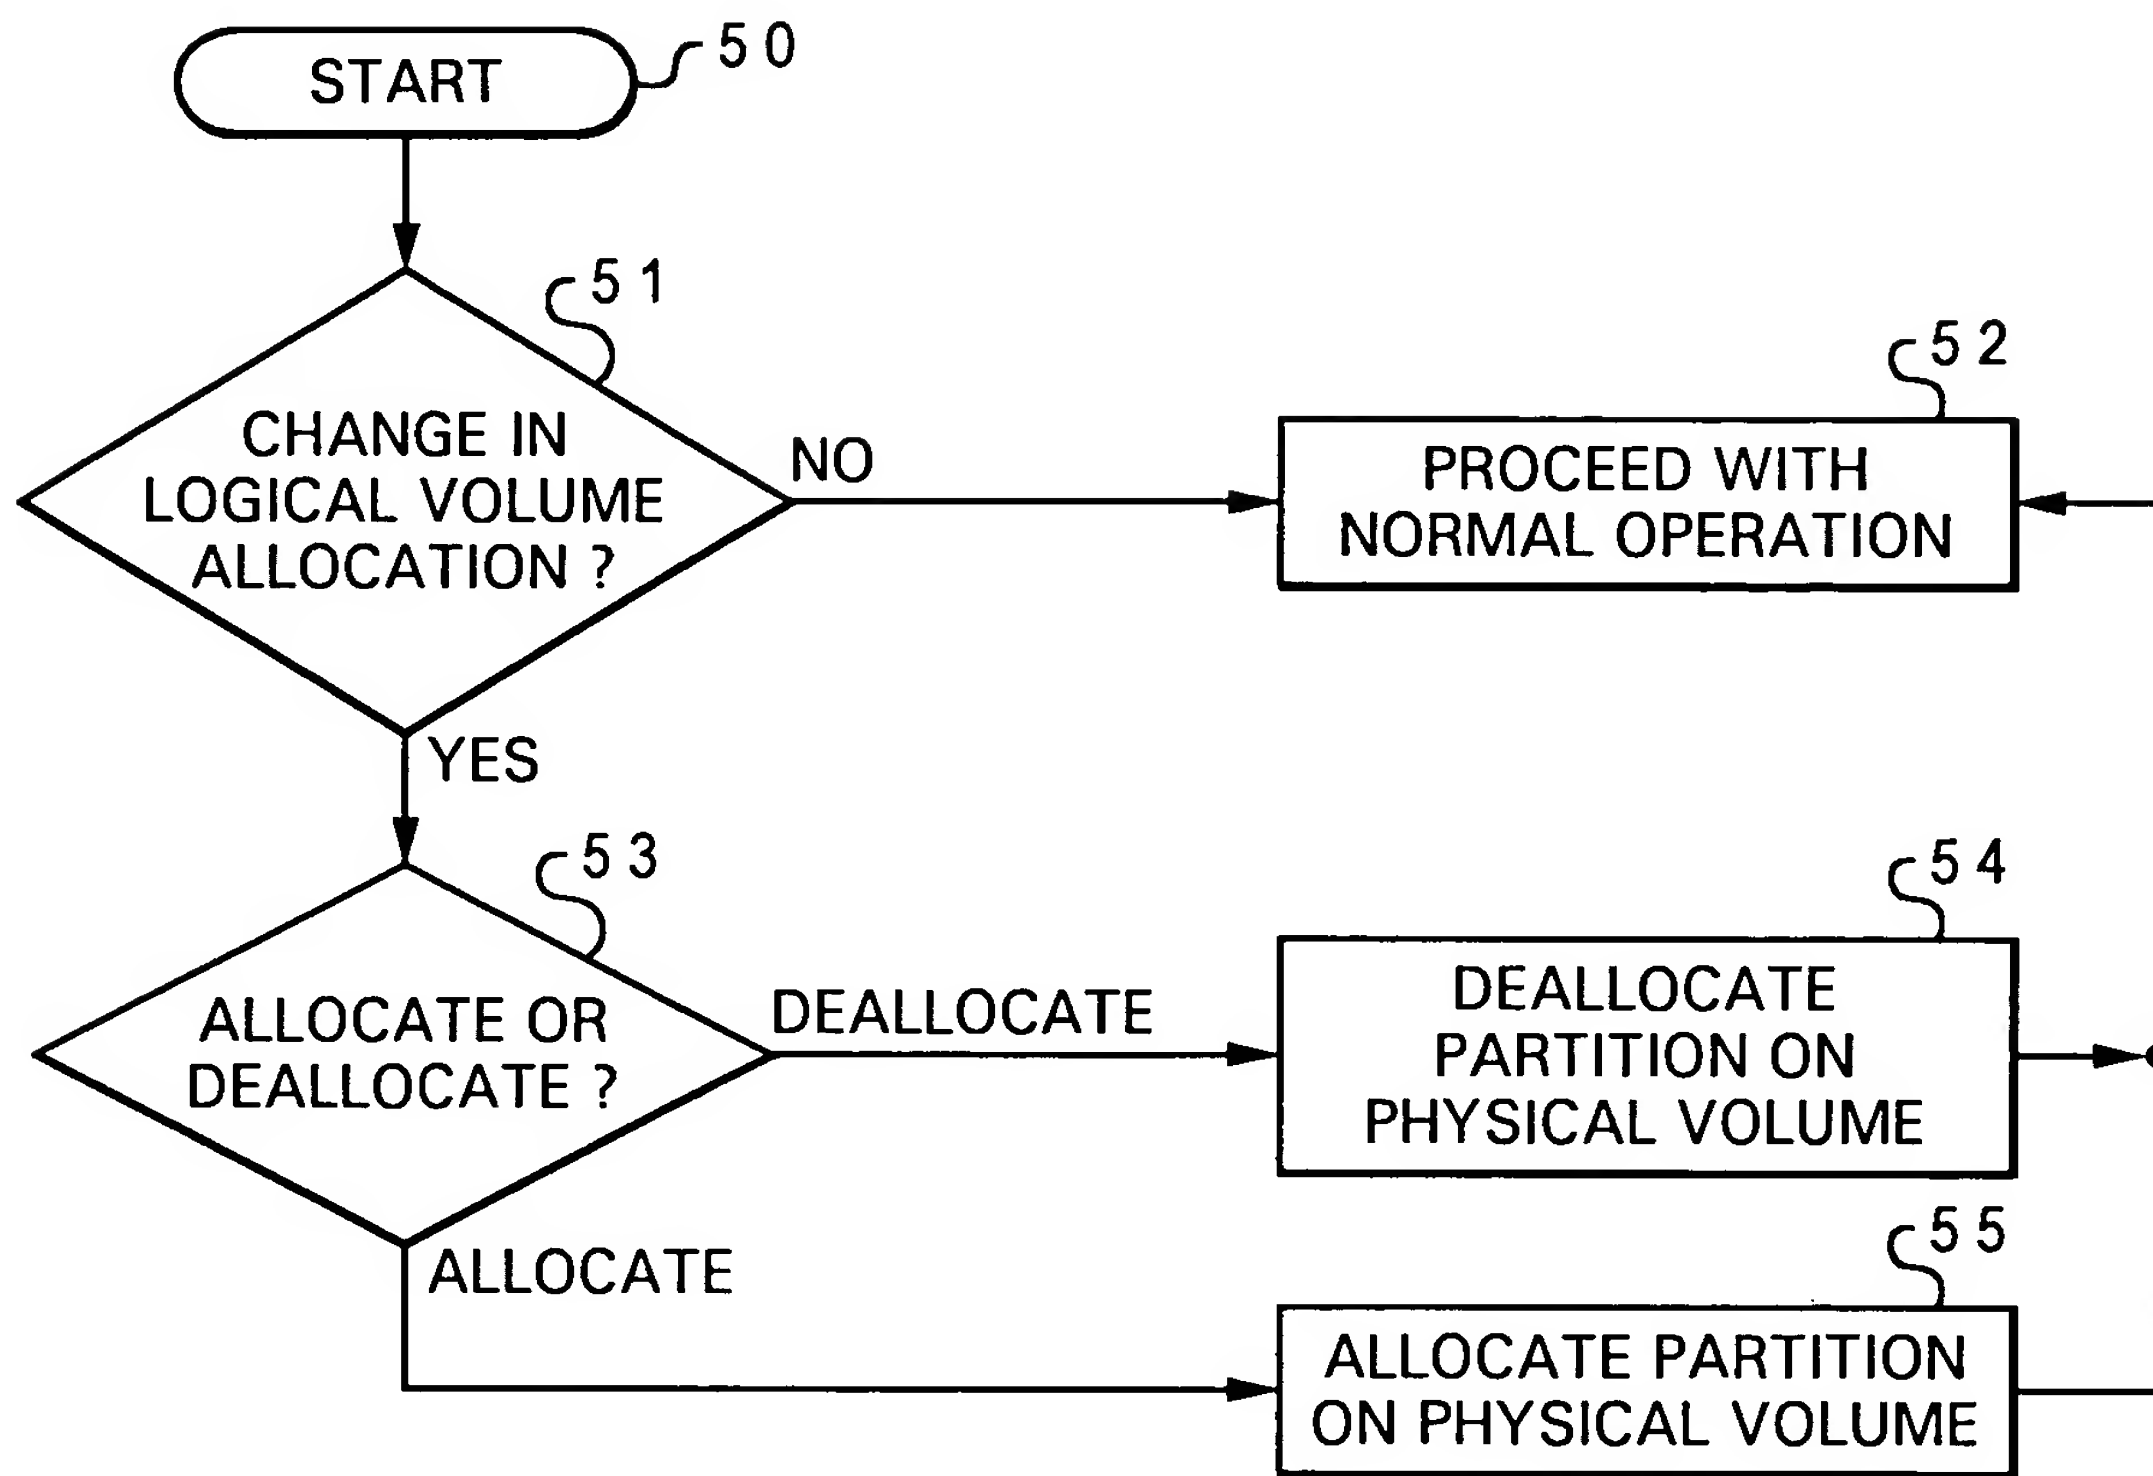 START
50
51
CHANGE IN
LOGICAL VOLUME
ALLOCATION ?
NO
52
PROCEED WITH
NORMAL OPERATION
YES
53
ALLOCATE OR
DEALLOCATE ?
DEALLOCATE
54
DEALLOCATE
PARTITION ON
PHYSICAL VOLUME
ALLOCATE
55
ALLOCATE PARTITION
ON PHYSICAL VOLUME